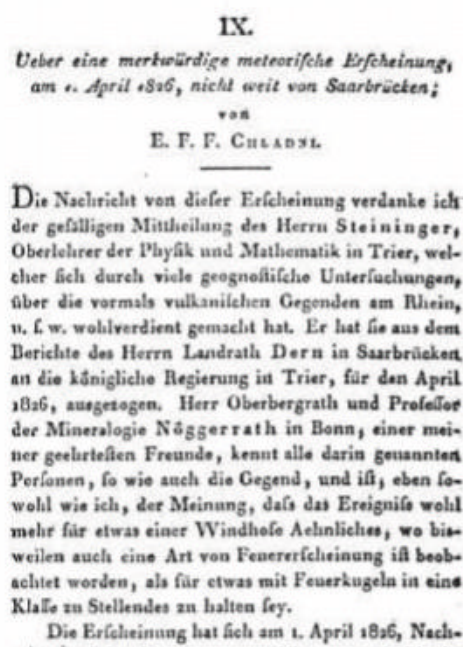 IX.
Ueber eine merkwürdige meteoriſche Erſcheinung,
am 1. April 1826, nicht weit von Saarbrücken;
von
E. F. F. CHLADNI.
Die Nachricht von dieſer Erſcheinung verdanke ich
der gefälligen Mittheilung des Herrn Steininger,
Oberlehrer der Phyſik und Mathematik in Trier, wel-
cher ſich durch viele geognoſtiſche Unterſuchungen,
über die vormals vulkaniſchen Gegenden am Rhein,
u. ſ. w. wohlverdient gemacht hat. Er hat ſie aus dem
Berichte des Herrn Landrath Dern in Saarbrücken
an die königliche Regierung in Trier, für den April
1826, ausgezogen. Herr Oberbergrath und Profeſſor
der Mineralogie Nöggerrath in Bonn, einer mei-
ner geehrteſten Freunde, kennt alle darin genannten
Perſonen, ſo wie auch die Gegend, und iſt, eben ſo-
wohl wie ich, der Meinung, daſs das Ereigniſs wohl
mehr für etwas einer Windhoſe Aehnliches, wo bis-
weilen auch eine Art von Feuererſcheinung iſt beob-
achtet worden, als für etwas mit Feuerkugeln in eine
Klaſſe zu Stellendes zu halten ſey.
Die Erſcheinung hat ſich am 1. April 1826, Nach-